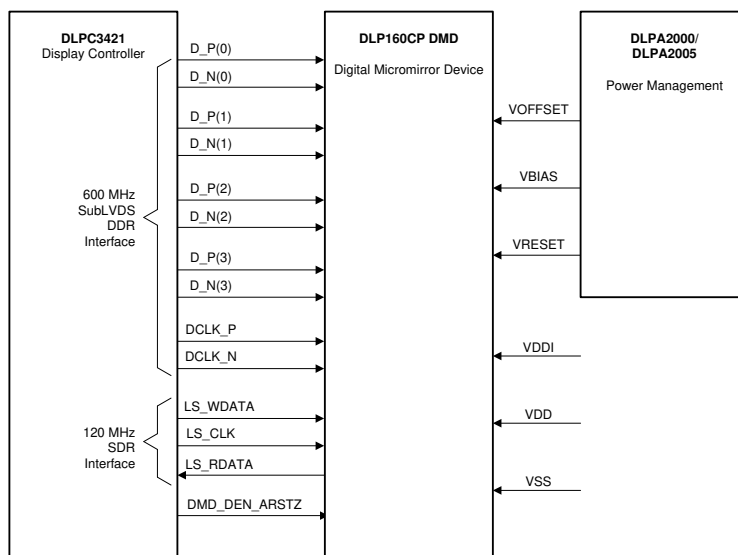 DLPC3421
Display Controller
600 MHz
SubLVDS
DDR
Interface
120 MHz
SDR
Interface
D_P(0)
D_N(0)
D_P(1)
D_N(1)
D_P(2)
D_N(2)
D_P(3)
D_N(3)
DCLK_P
DCLK_N
LS_WDATA
LS_CLK
LS_RDATA
DMD_DEN_ARSTZ
DLP160CP DMD
Digital Micromirror Device
VOFFSET
VBIAS
VRESET
VDDI
VDD
VSS
DLPA2000/
DLPA2005
Power Management